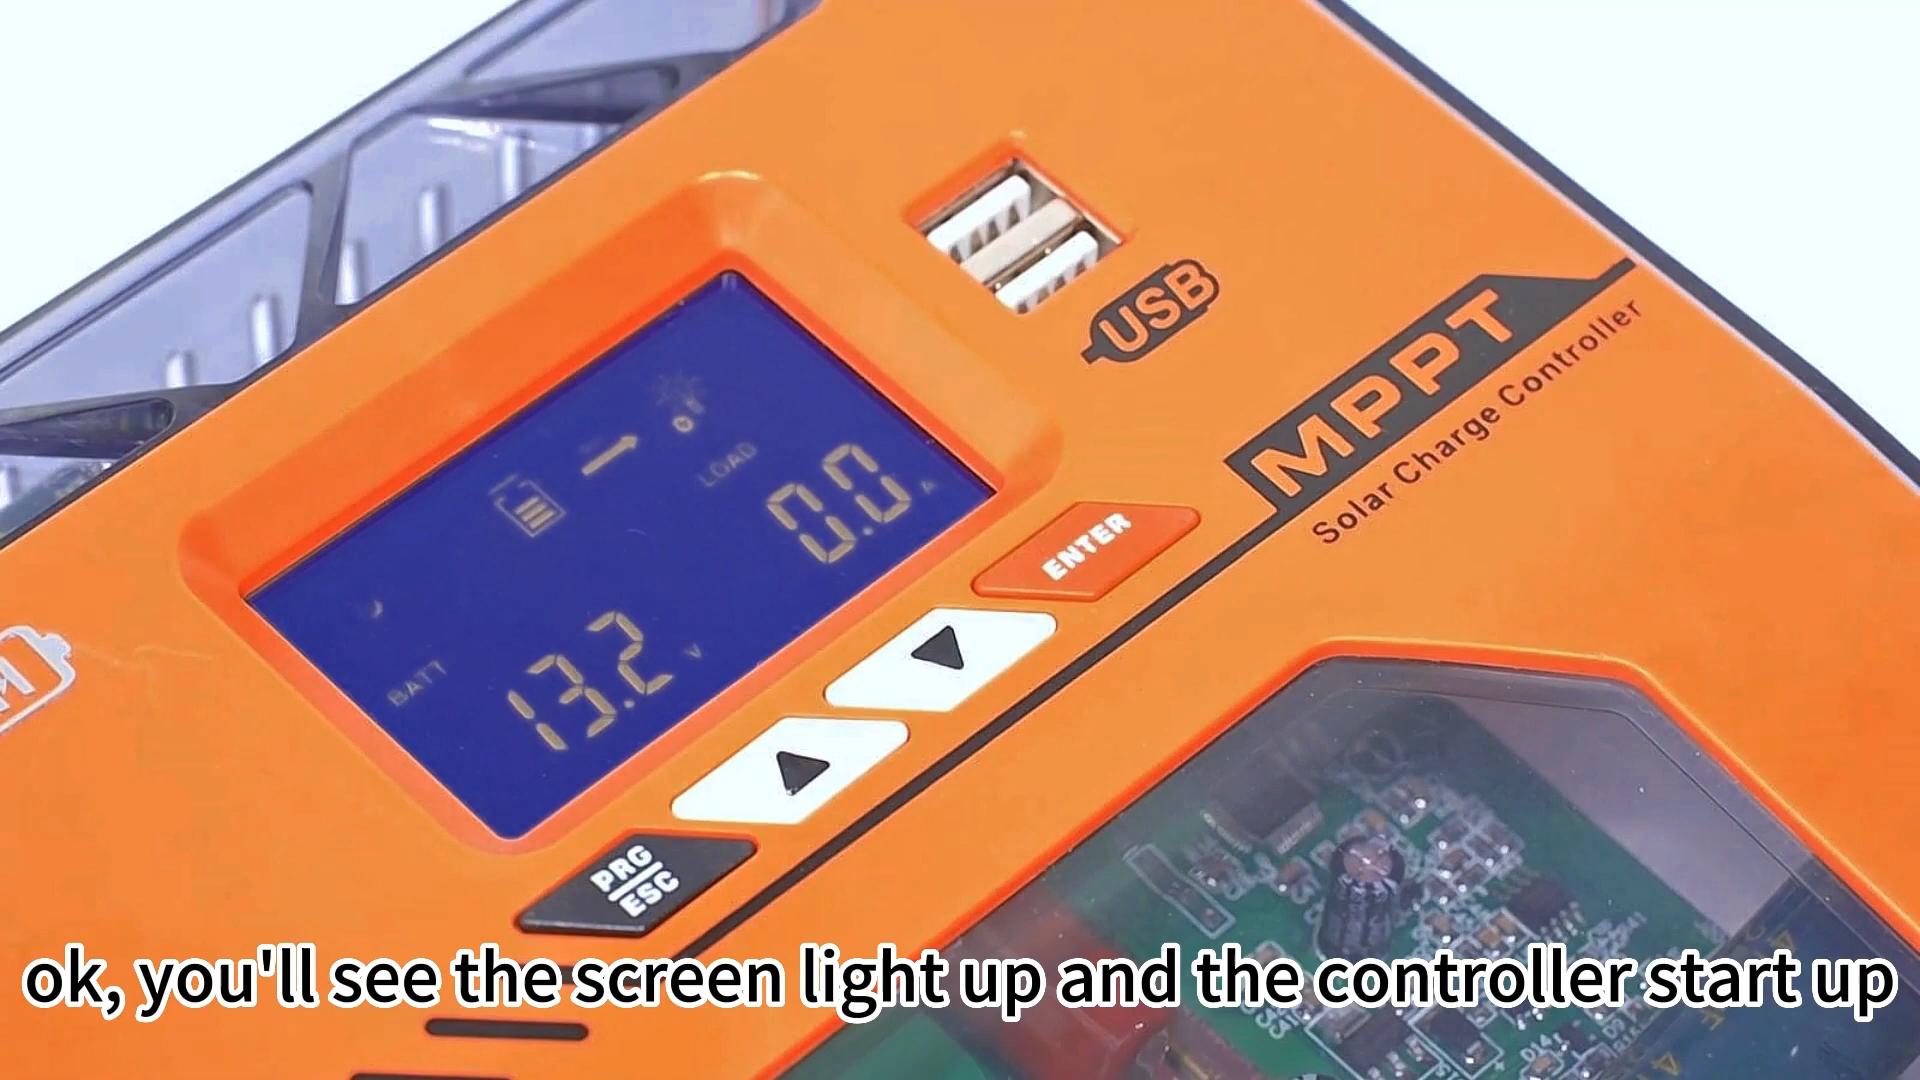 USB
MPPT
Solar Charge Controller
LOAD
0.0 A
BATT
13.2 V
ENTER
PRG
ESC
ok, you'll see the screen light up and the controller start up